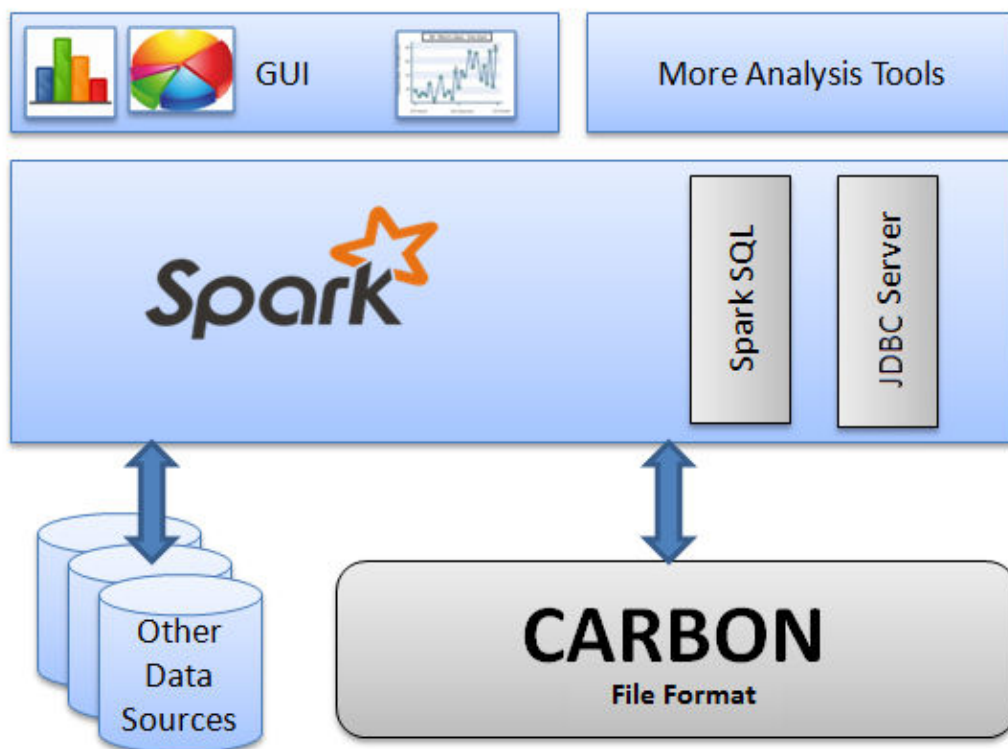 GUI
More Analysis Tools
Spark
Spark SQL
JDBC Server
Other
Data
Sources
CARBON
File Format